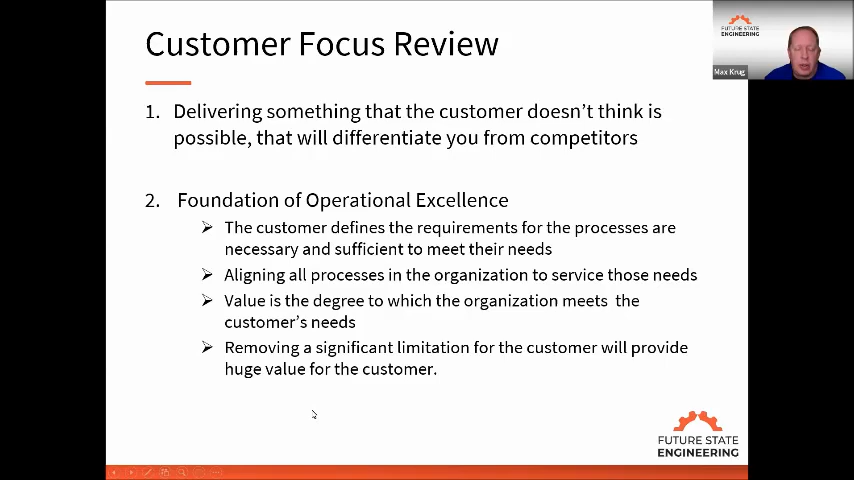 Customer Focus Review
FUTURE STATE
ENGINEERING
Max Krug
1. Delivering something that the customer doesn't think is
possible, that will differentiate you from competitors
2. Foundation of Operational Excellence
➢ The customer defines the requirements for the processes are
necessary and sufficient to meet their needs
➢ Aligning all processes in the organization to service those needs
➢ Value is the degree to which the organization meets the
customer's needs
➢ Removing a significant limitation for the customer will provide
huge value for the customer.
FUTURE STATE
ENGINEERING